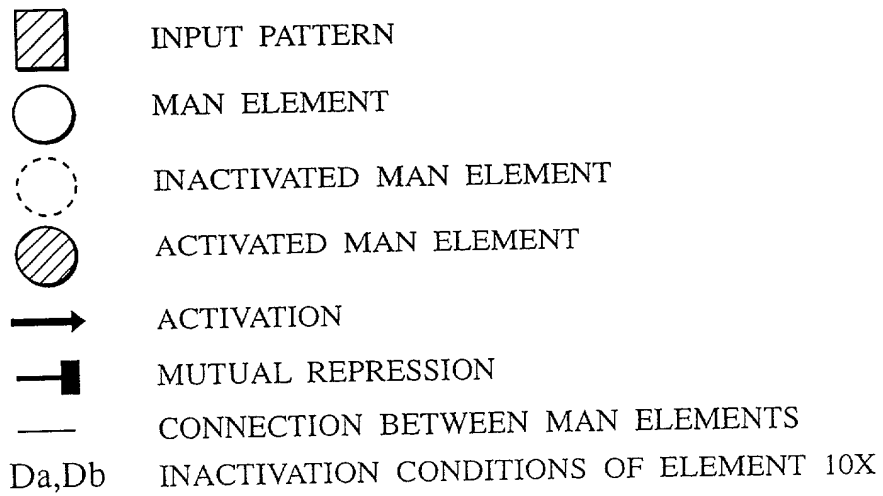 INPUT PATTERN
MAN ELEMENT
INACTIVATED MAN ELEMENT
ACTIVATED MAN ELEMENT
ACTIVATION
MUTUAL REPRESSION
CONNECTION BETWEEN MAN ELEMENTS
Da,Db INACTIVATION CONDITIONS OF ELEMENT 10X